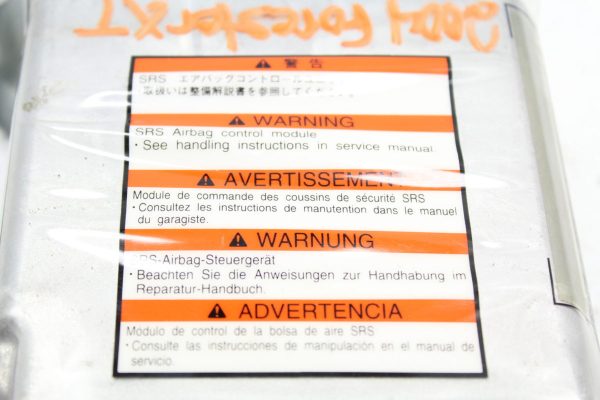 2004 Forester XT
警告
SRS エアバッグコントロールユニット
取扱いは整備解説書を参照してください
WARNING
SRS Airbag control module
・See handling instructions in service manual.
AVERTISSEMENT
Module de commande des coussins de sécurité SRS
・Consultez les instructions de manutention dans le manuel
du garagiste.
WARNUNG
SRS-Airbag-Steuergerät
・Beachten Sie die Anweisungen zur Handhabung im
Reparatur-Handbuch.
ADVERTENCIA
Modulo de control de la bolsa de aire SRS
・Consulte las instrucciones de manipulación en el manual de
servicio.